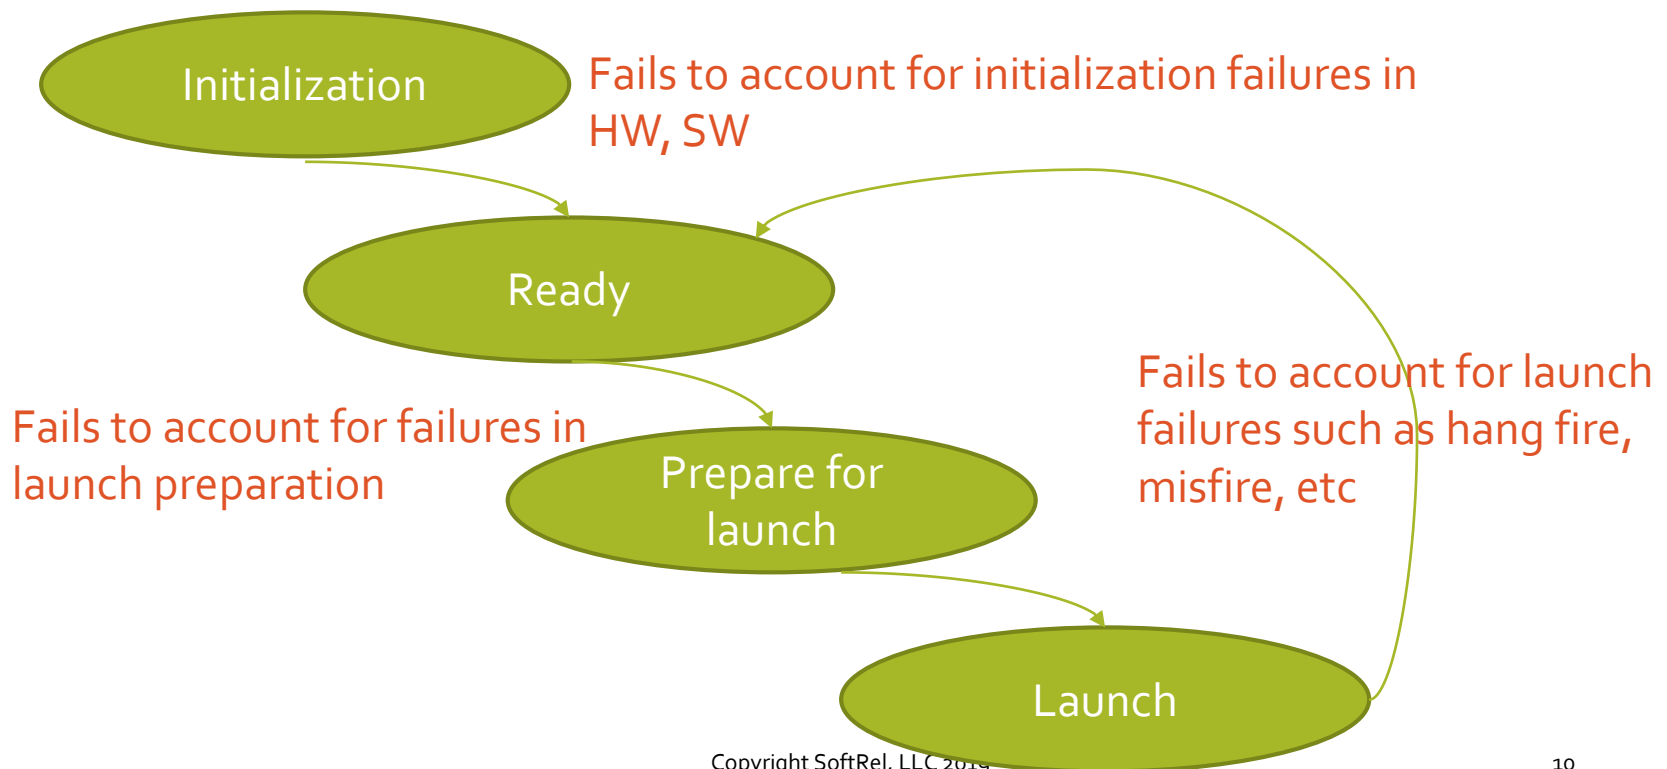 Initialization
Fails to account for initialization failures in
HW, SW
Ready
Fails to account for launch
failures such as hang fire,
misfire, etc
Fails to account for failures in
launch preparation
Prepare for
launch
Launch
Copyright SoftRel, LLC 2019
10